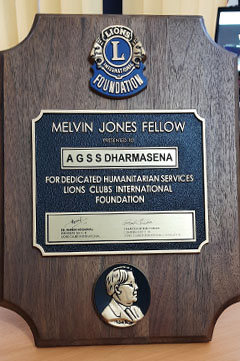 LIONS
L
INTERNATIONAL
FOUNDATION
MELVIN JONES FELLOW
PRESENTED TO
A G S S DHARMASENA
FOR DEDICATED HUMANITARIAN SERVICES
LIONS CLUBS INTERNATIONAL
FOUNDATION